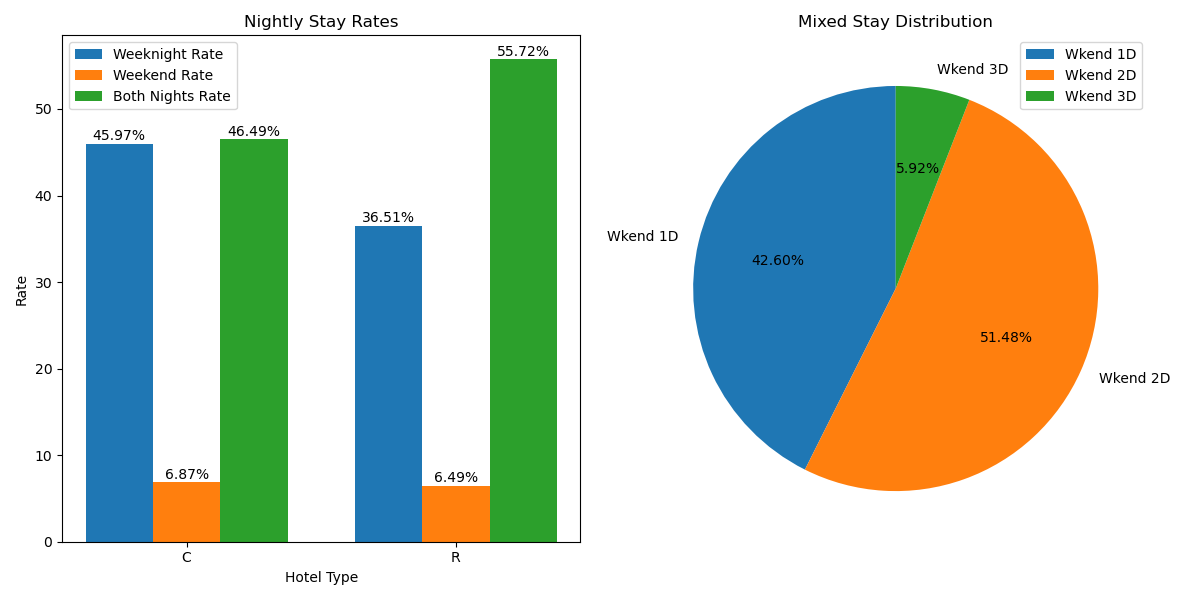 Nightly Stay Rates
Weeknight Rate
Weekend Rate
Both Nights Rate
45.97%
6.87%
46.49%
36.51%
6.49%
55.72%
Rate
50
40
30
20
10
0
C
R
Hotel Type
Mixed Stay Distribution
Wkend 1D
Wkend 2D
Wkend 3D
Wkend 3D
5.92%
Wkend 1D
42.60%
51.48%
Wkend 2D